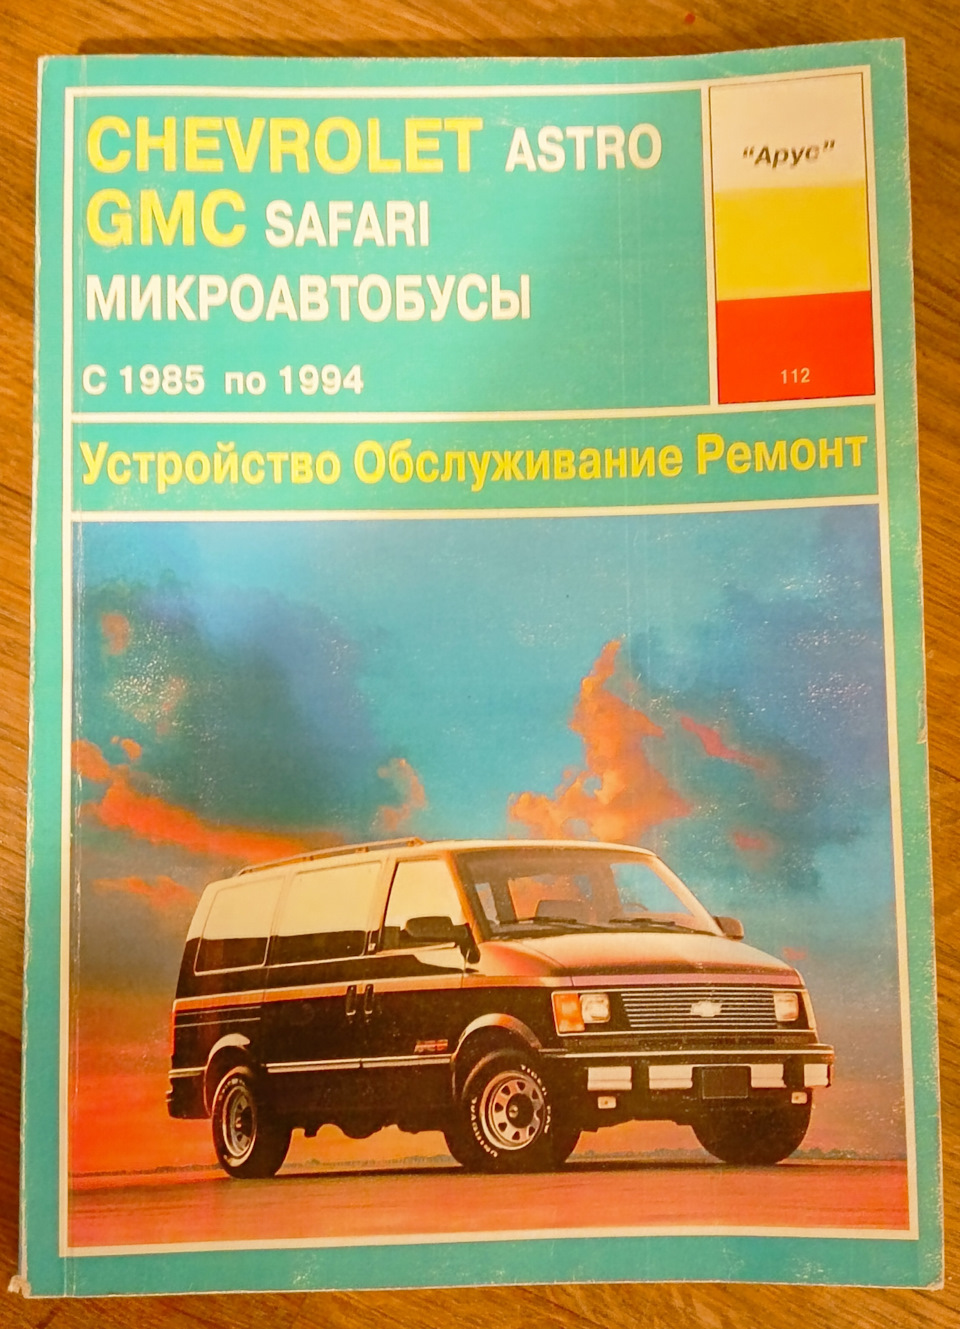 CHEVROLET ASTRO
GMC SAFARI
МИКРОАВТОБУСЫ
С 1985 по 1994
"Арус"
112
Устройство Обслуживание Ремонт